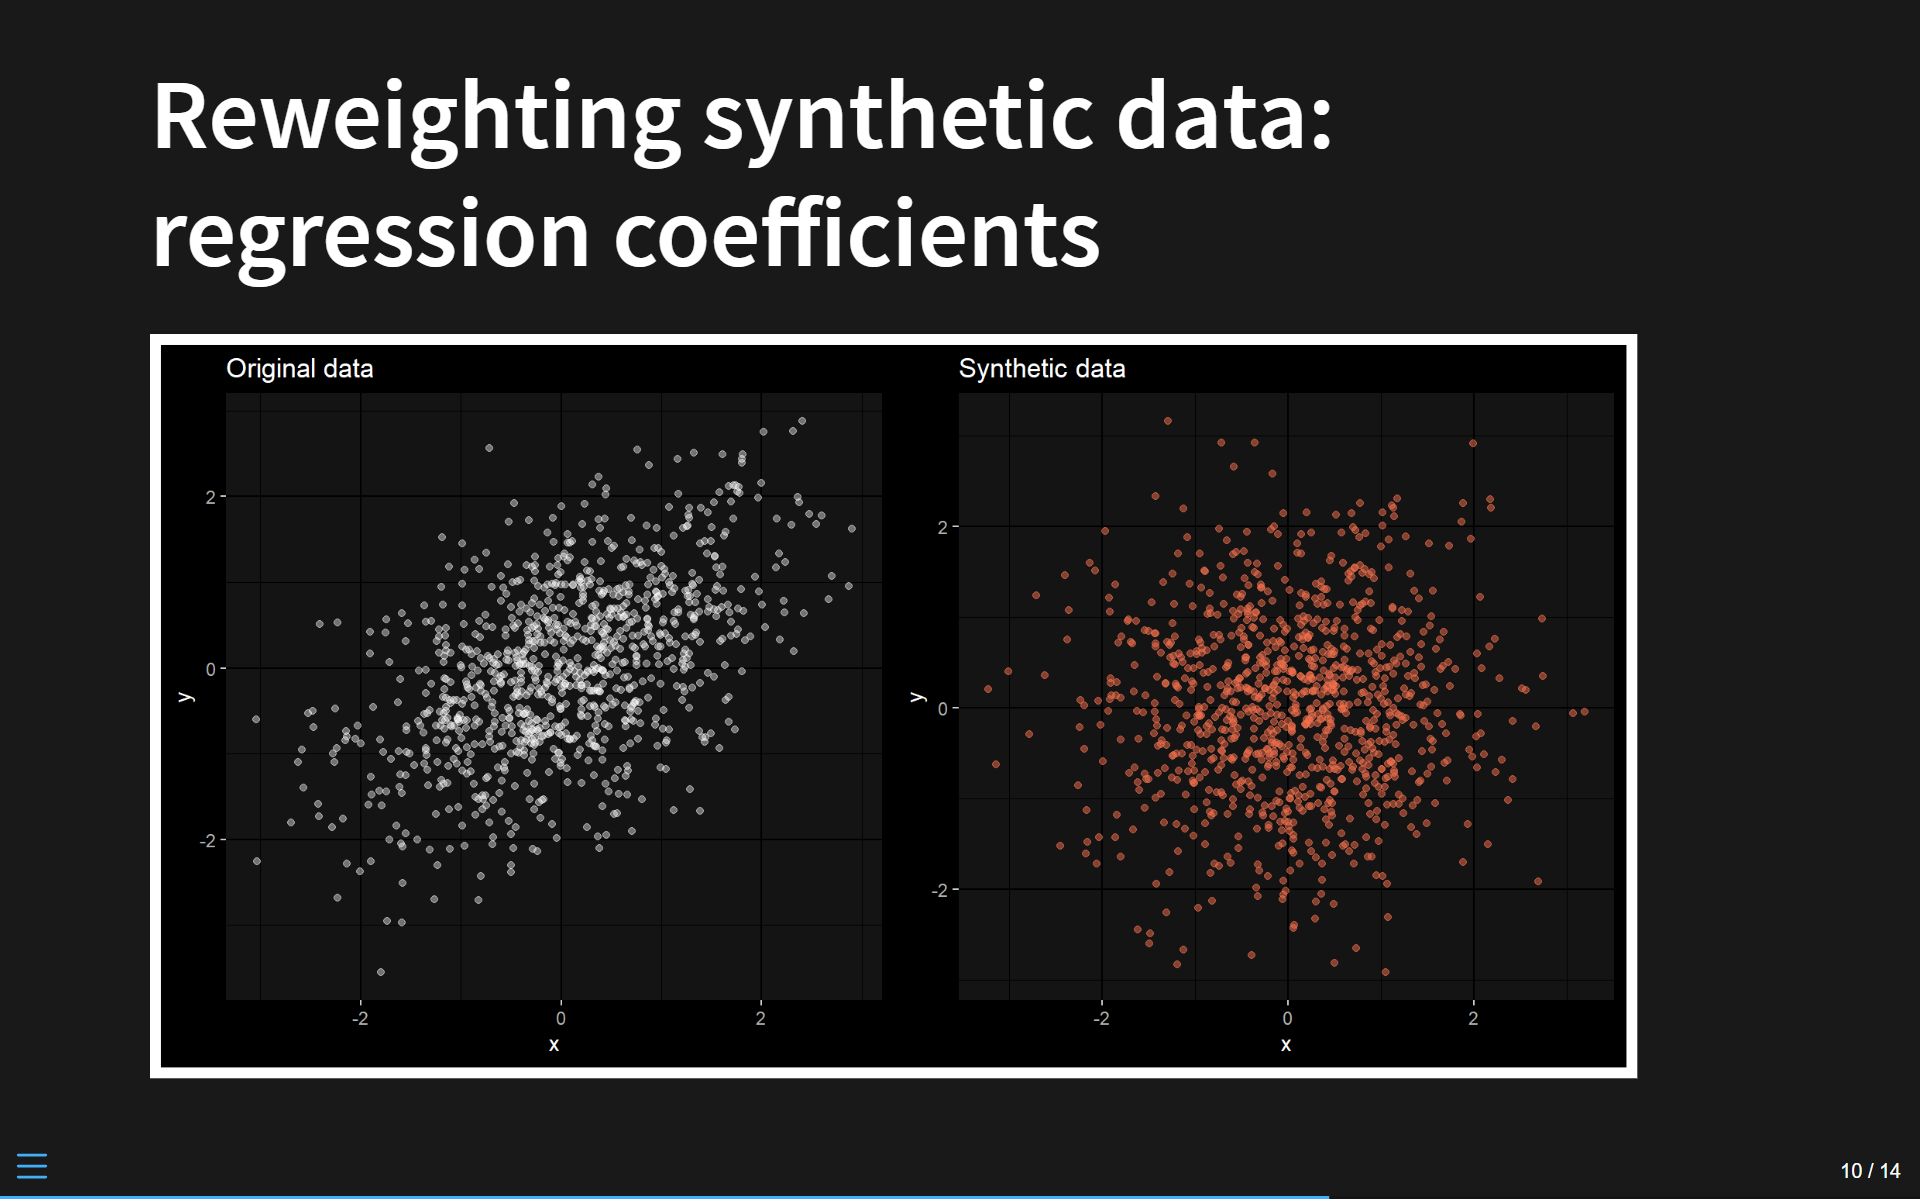 Reweighting synthetic data:
regression coefficients
Original data
2
0
-2
y
-2
0
2
x
Synthetic data
2
0
-2
y
-2
0
2
x
10 / 14